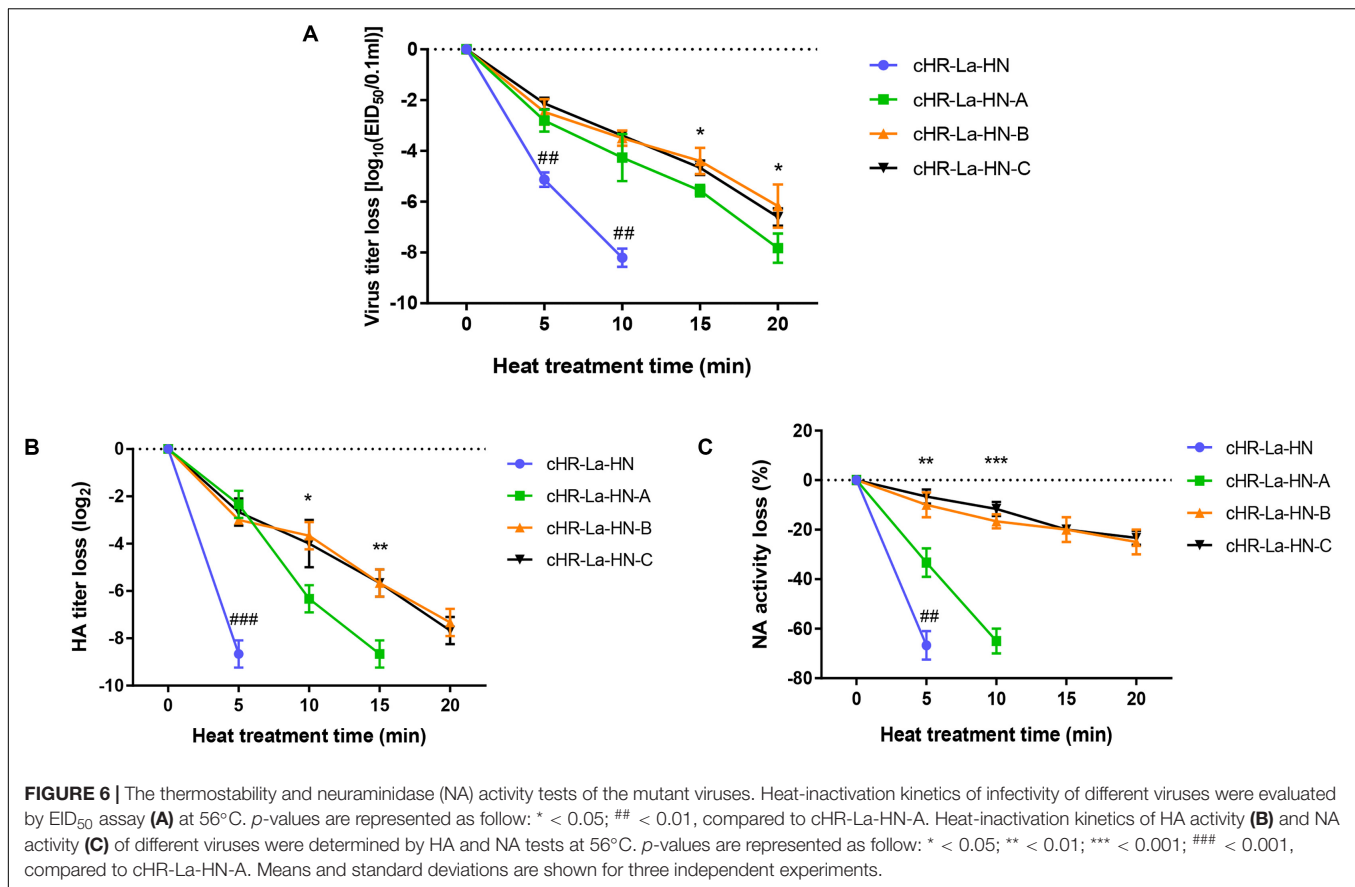 A
Virus titer loss [log10(EID50/0.1ml)]
0
-2
-4
-6
-8
-10
##
##
*
*
0 5 10 15 20
Heat treatment time (min)
cHR-La-HN
cHR-La-HN-A
cHR-La-HN-B
cHR-La-HN-C
B
HA titer loss (log2)
0
-2
-4
-6
-8
-10
###
*
**
0 5 10 15 20
Heat treatment time (min)
cHR-La-HN
cHR-La-HN-A
cHR-La-HN-B
cHR-La-HN-C
C
NA activity loss (%)
20
0
-20
-40
-60
-80
**
***
##
0 5 10 15 20
Heat treatment time (min)
cHR-La-HN
cHR-La-HN-A
cHR-La-HN-B
cHR-La-HN-C
FIGURE 6 | The thermostability and neuraminidase (NA) activity tests of the mutant viruses. Heat-inactivation kinetics of infectivity of different viruses were evaluated
by EID50 assay (A) at 56°C. p-values are represented as follow: * < 0.05; ## < 0.01, compared to cHR-La-HN-A. Heat-inactivation kinetics of HA activity (B) and NA
activity (C) of different viruses were determined by HA and NA tests at 56°C. p-values are represented as follow: * < 0.05; ** < 0.01; *** < 0.001; ### < 0.001,
compared to cHR-La-HN-A. Means and standard deviations are shown for three independent experiments.